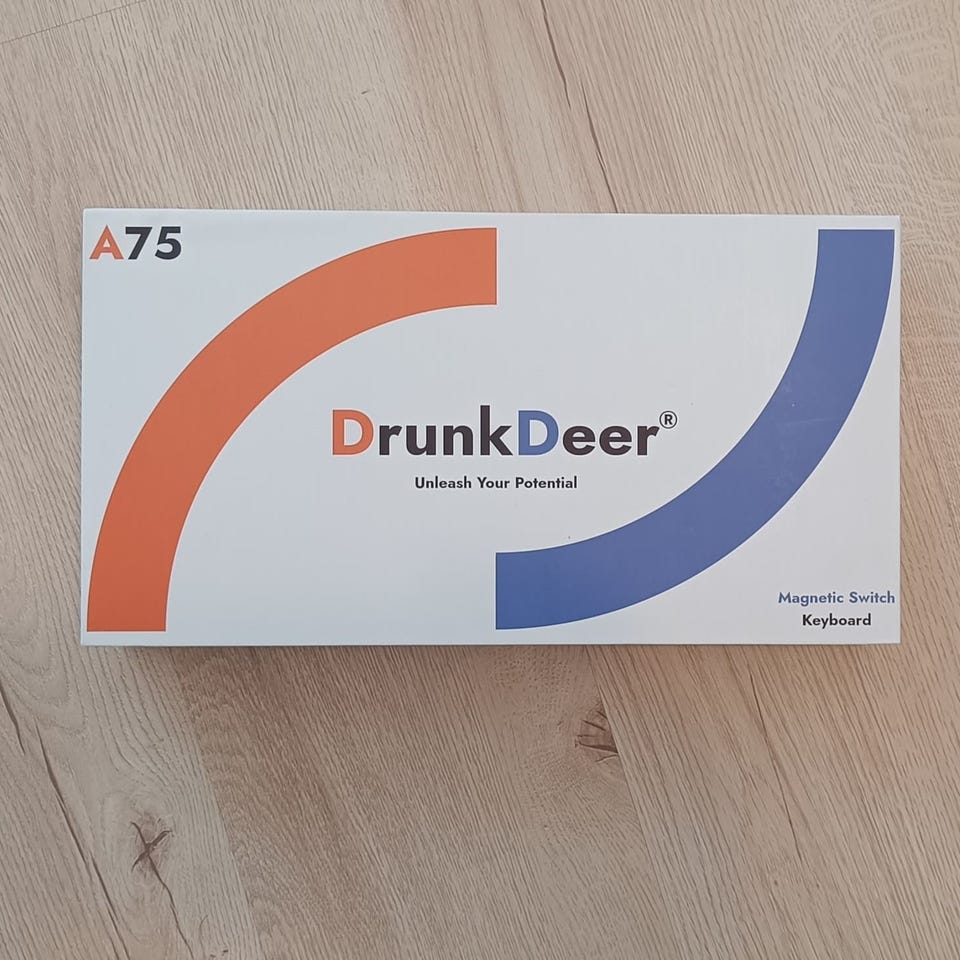 A75
DrunkDeer®
Unleash Your Potential
Magnetic Switch
Keyboard